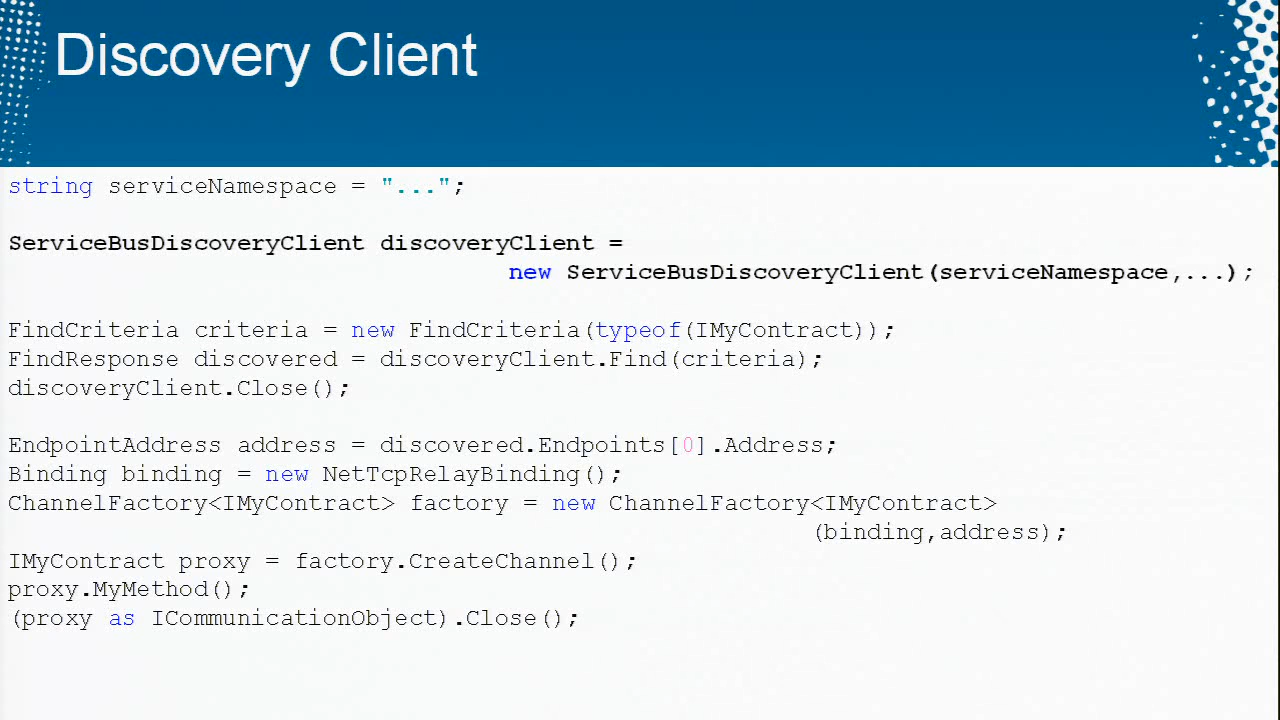 Discovery Client
string serviceNamespace = "...";
ServiceBusDiscoveryClient discoveryClient =
new ServiceBusDiscoveryClient(serviceNamespace,...);
FindCriteria criteria = new FindCriteria(typeof(IMyContract));
FindResponse discovered = discoveryClient.Find(criteria);
discoveryClient.Close();
EndpointAddress address = discovered.Endpoints[0].Address;
Binding binding = new NetTcpRelayBinding();
ChannelFactory<IMyContract> factory = new ChannelFactory<IMyContract>
(binding,address);
IMyContract proxy = factory.CreateChannel();
proxy.MyMethod();
(proxy as ICommunicationObject).Close();